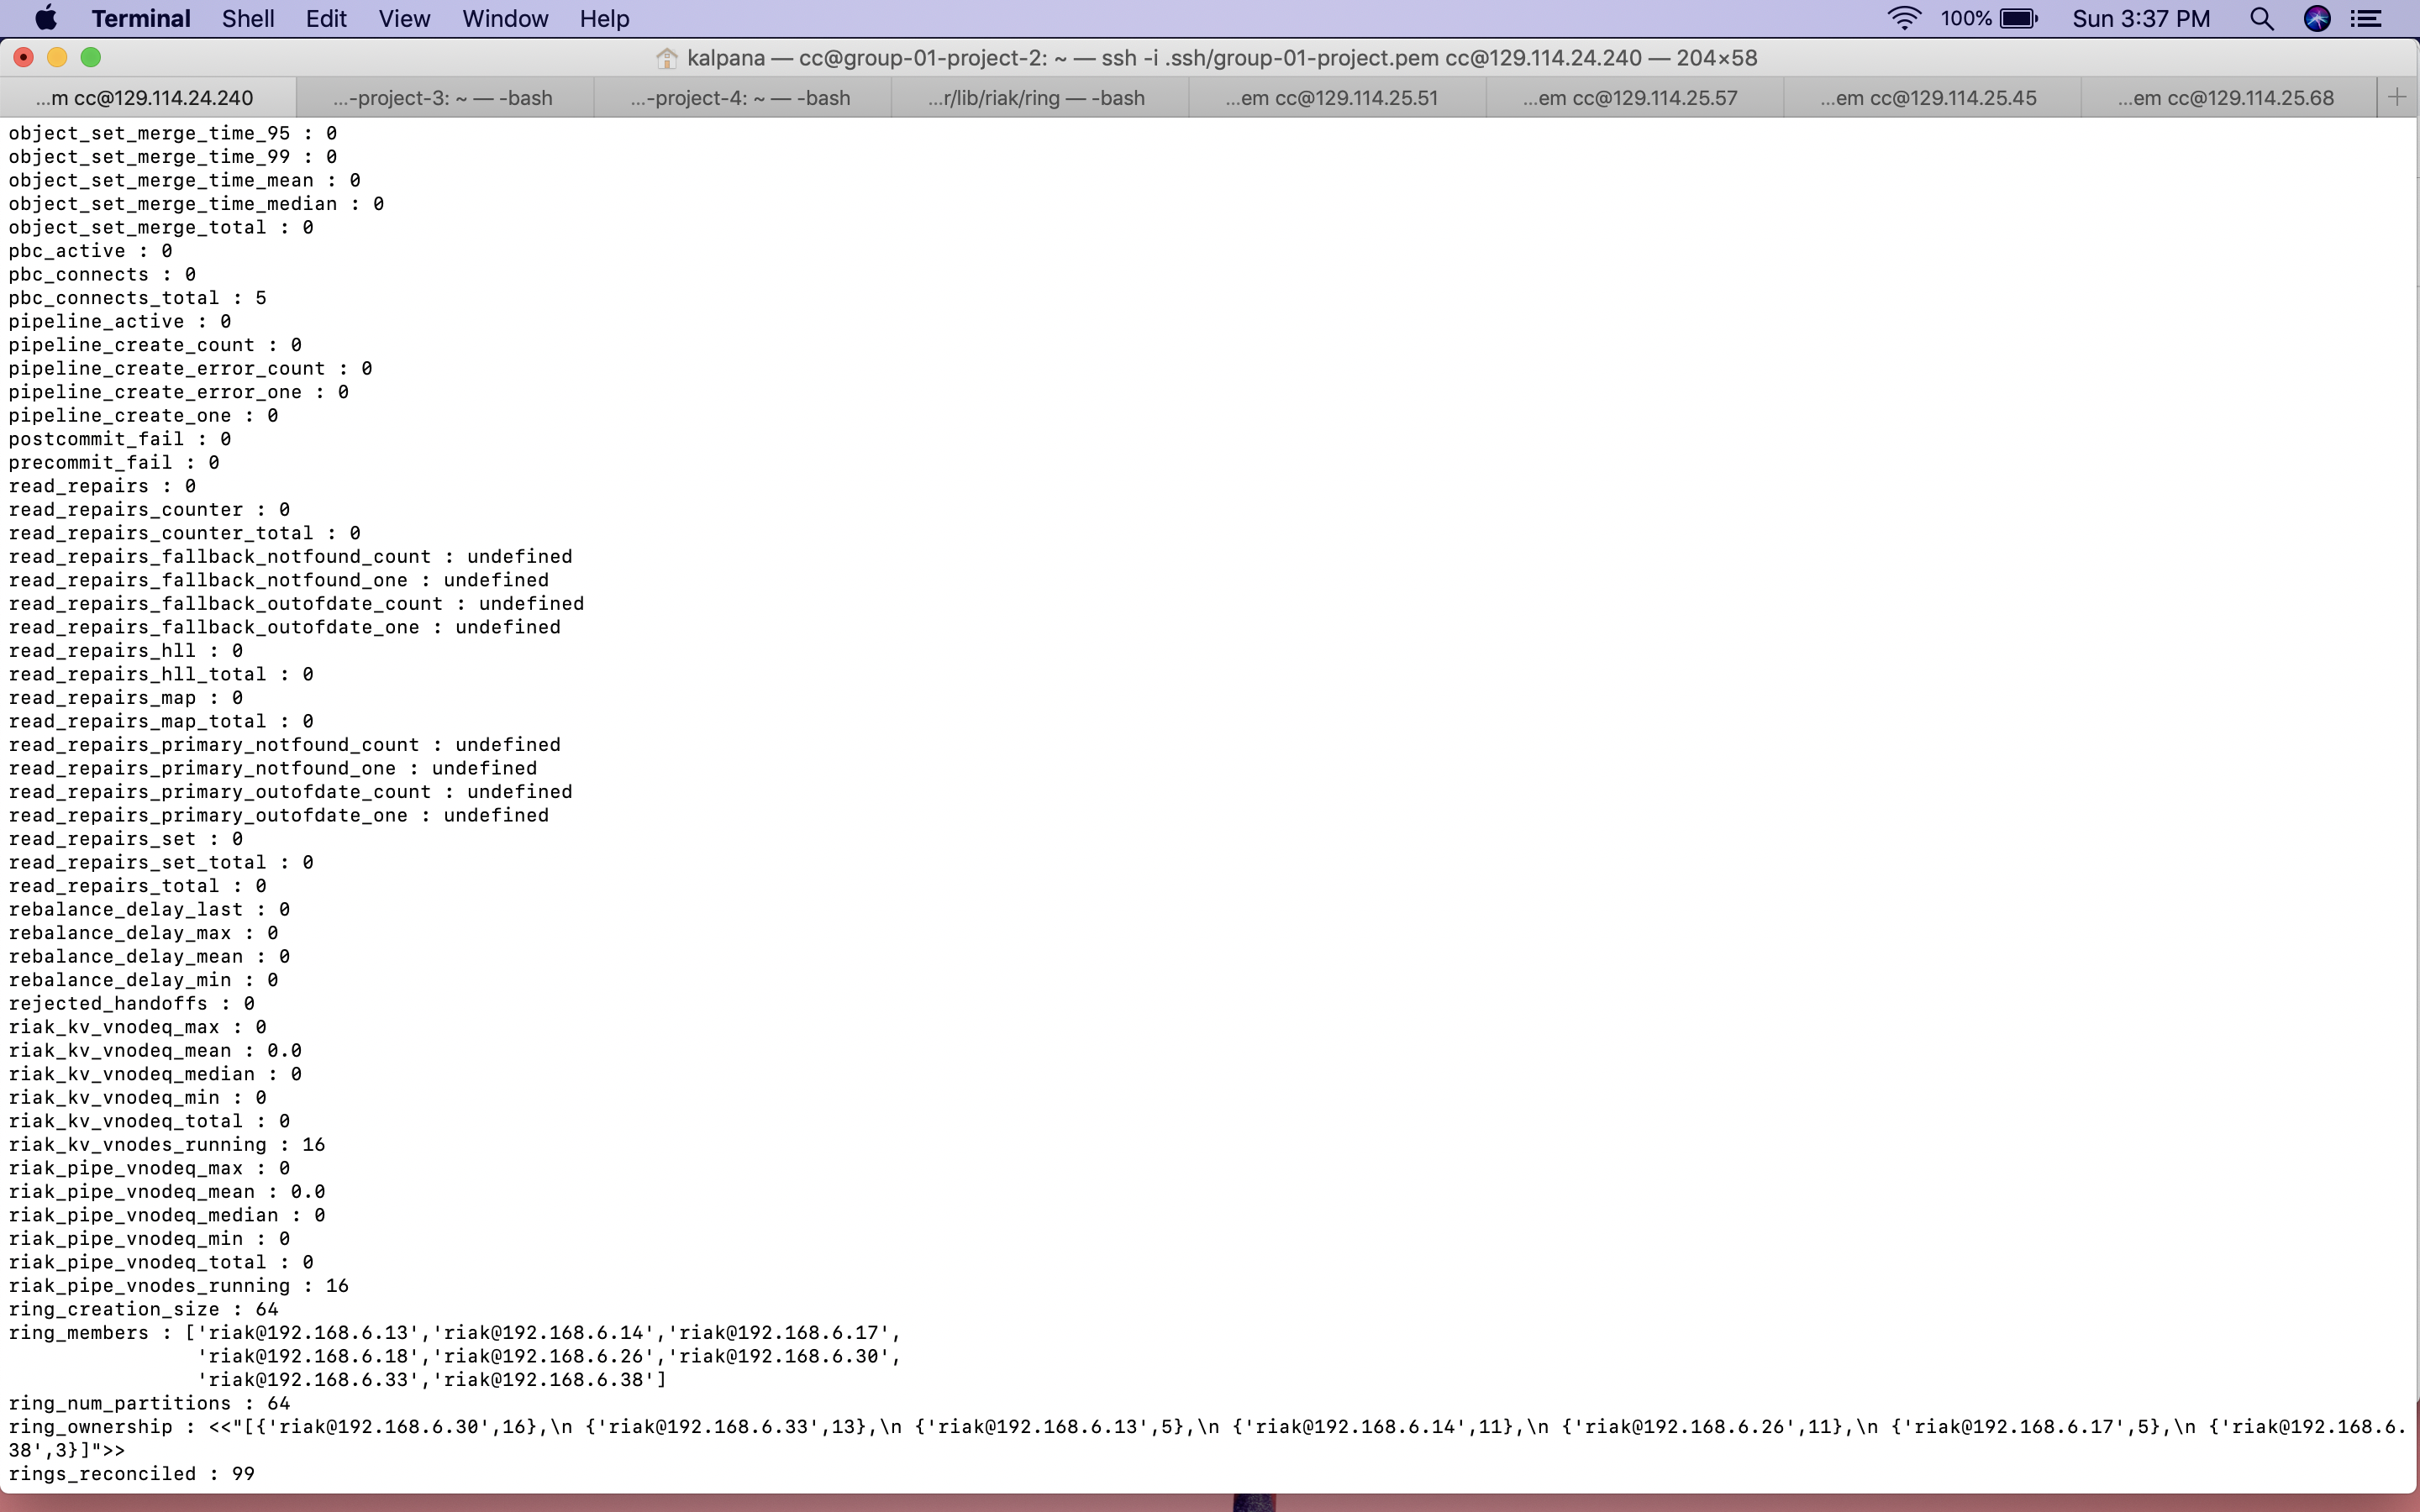 Terminal Shell Edit View Window Help 100% Sun 3:37 PM
kalpana — cc@group-01-project-2: ~ — ssh -i .ssh/group-01-project.pem cc@129.114.24.240 — 204×58
...m cc@129.114.24.240 ...-project-3: ~ — -bash ...-project-4: ~ — -bash ...r/lib/riak/ring — -bash ...em cc@129.114.25.51 ...em cc@129.114.25.57 ...em cc@129.114.25.45 ...em cc@129.114.25.68
object_set_merge_time_95 : 0
object_set_merge_time_99 : 0
object_set_merge_time_mean : 0
object_set_merge_time_median : 0
object_set_merge_total : 0
pbc_active : 0
pbc_connects : 0
pbc_connects_total : 5
pipeline_active : 0
pipeline_create_count : 0
pipeline_create_error_count : 0
pipeline_create_error_one : 0
pipeline_create_one : 0
postcommit_fail : 0
precommit_fail : 0
read_repairs : 0
read_repairs_counter : 0
read_repairs_counter_total : 0
read_repairs_fallback_notfound_count : undefined
read_repairs_fallback_notfound_one : undefined
read_repairs_fallback_outofdate_count : undefined
read_repairs_fallback_outofdate_one : undefined
read_repairs_hll : 0
read_repairs_hll_total : 0
read_repairs_map : 0
read_repairs_map_total : 0
read_repairs_primary_notfound_count : undefined
read_repairs_primary_notfound_one : undefined
read_repairs_primary_outofdate_count : undefined
read_repairs_primary_outofdate_one : undefined
read_repairs_set : 0
read_repairs_set_total : 0
read_repairs_total : 0
rebalance_delay_last : 0
rebalance_delay_max : 0
rebalance_delay_mean : 0
rebalance_delay_min : 0
rejected_handoffs : 0
riak_kv_vnodeq_max : 0
riak_kv_vnodeq_mean : 0.0
riak_kv_vnodeq_median : 0
riak_kv_vnodeq_min : 0
riak_kv_vnodeq_total : 0
riak_kv_vnodes_running : 16
riak_pipe_vnodeq_max : 0
riak_pipe_vnodeq_mean : 0.0
riak_pipe_vnodeq_median : 0
riak_pipe_vnodeq_min : 0
riak_pipe_vnodeq_total : 0
riak_pipe_vnodes_running : 16
ring_creation_size : 64
ring_members : ['riak@192.168.6.13','riak@192.168.6.14','riak@192.168.6.17',
'riak@192.168.6.18','riak@192.168.6.26','riak@192.168.6.30',
'riak@192.168.6.33','riak@192.168.6.38']
ring_num_partitions : 64
ring_ownership : <<"[{'riak@192.168.6.30',16},\n {'riak@192.168.6.33',13},\n {'riak@192.168.6.13',5},\n {'riak@192.168.6.14',11},\n {'riak@192.168.6.26',11},\n {'riak@192.168.6.17',5},\n {'riak@192.168.6.
38',3}]">>
rings_reconciled : 99